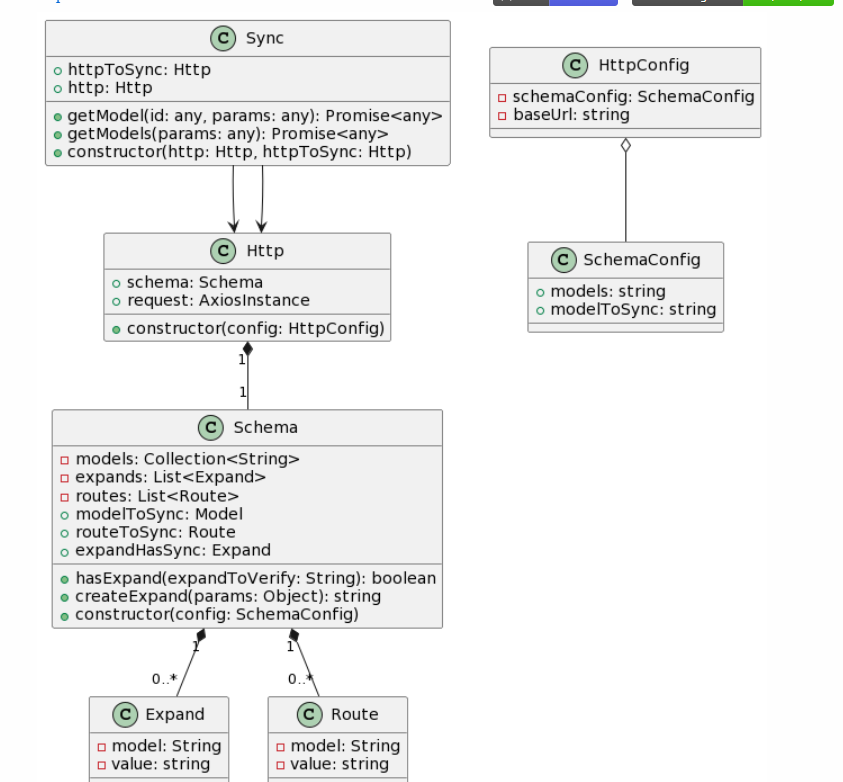 C Sync
httpToSync: Http
http: Http
getModel(id: any, params: any): Promise<any>
getModels(params: any): Promise<any>
constructor(http: Http, httpToSync: Http)
C HttpConfig
schemaConfig: SchemaConfig
baseUrl: string
C Http
schema: Schema
request: AxiosInstance
constructor(config: HttpConfig)
C SchemaConfig
models: string
modelToSync: string
1
1
C Schema
models: Collection<String>
expands: List<Expand>
routes: List<Route>
modelToSync: Model
routeToSync: Route
expandHasSync: Expand
hasExpand(expandToVerify: String): boolean
createExpand(params: Object): string
constructor(config: SchemaConfig)
1
1
0..*
0..*
C Expand
model: String
value: string
C Route
model: String
value: string